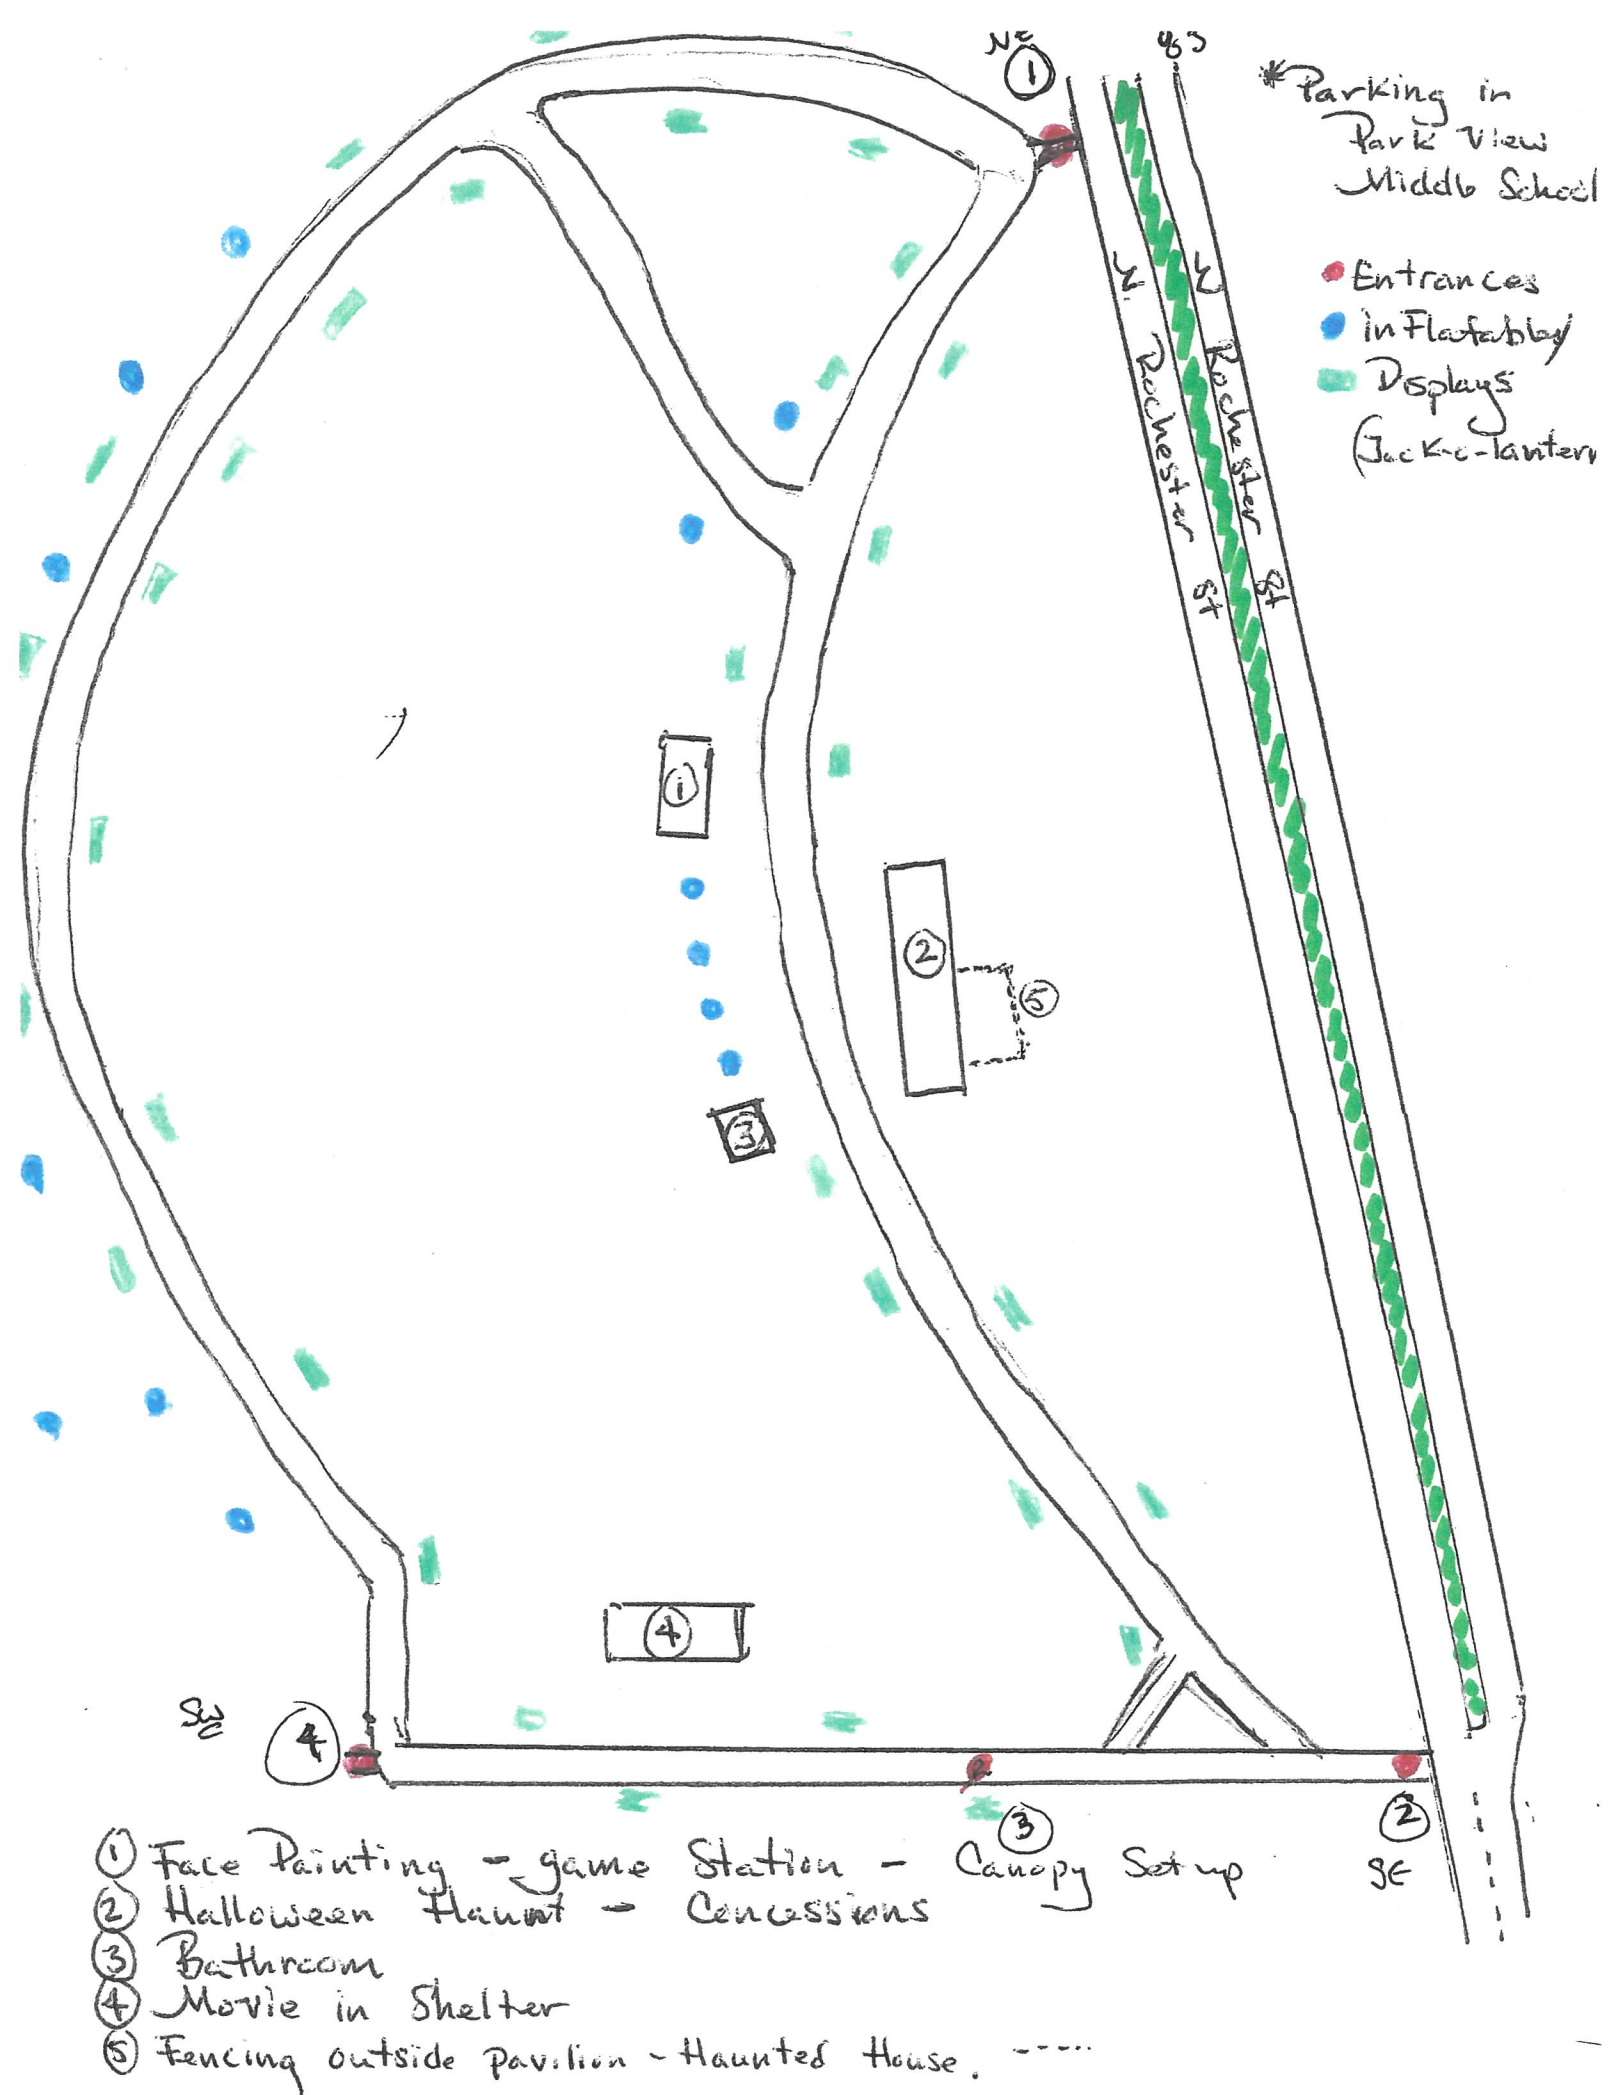 NE
①
83
*Parking in
Park View
Middle School
Entrances
inflatables
Displays
(Jack-o-lantern
N. Rochester St
N Rochester St
①
②
⑤
③
④
SW
4
③
②
SE
① Face Painting - game Station - Canopy Set up
② Halloween Haunt - Concessions
③ Bathroom
④ Movie in Shelter
⑤ Fencing outside pavilion - Haunted House. -----